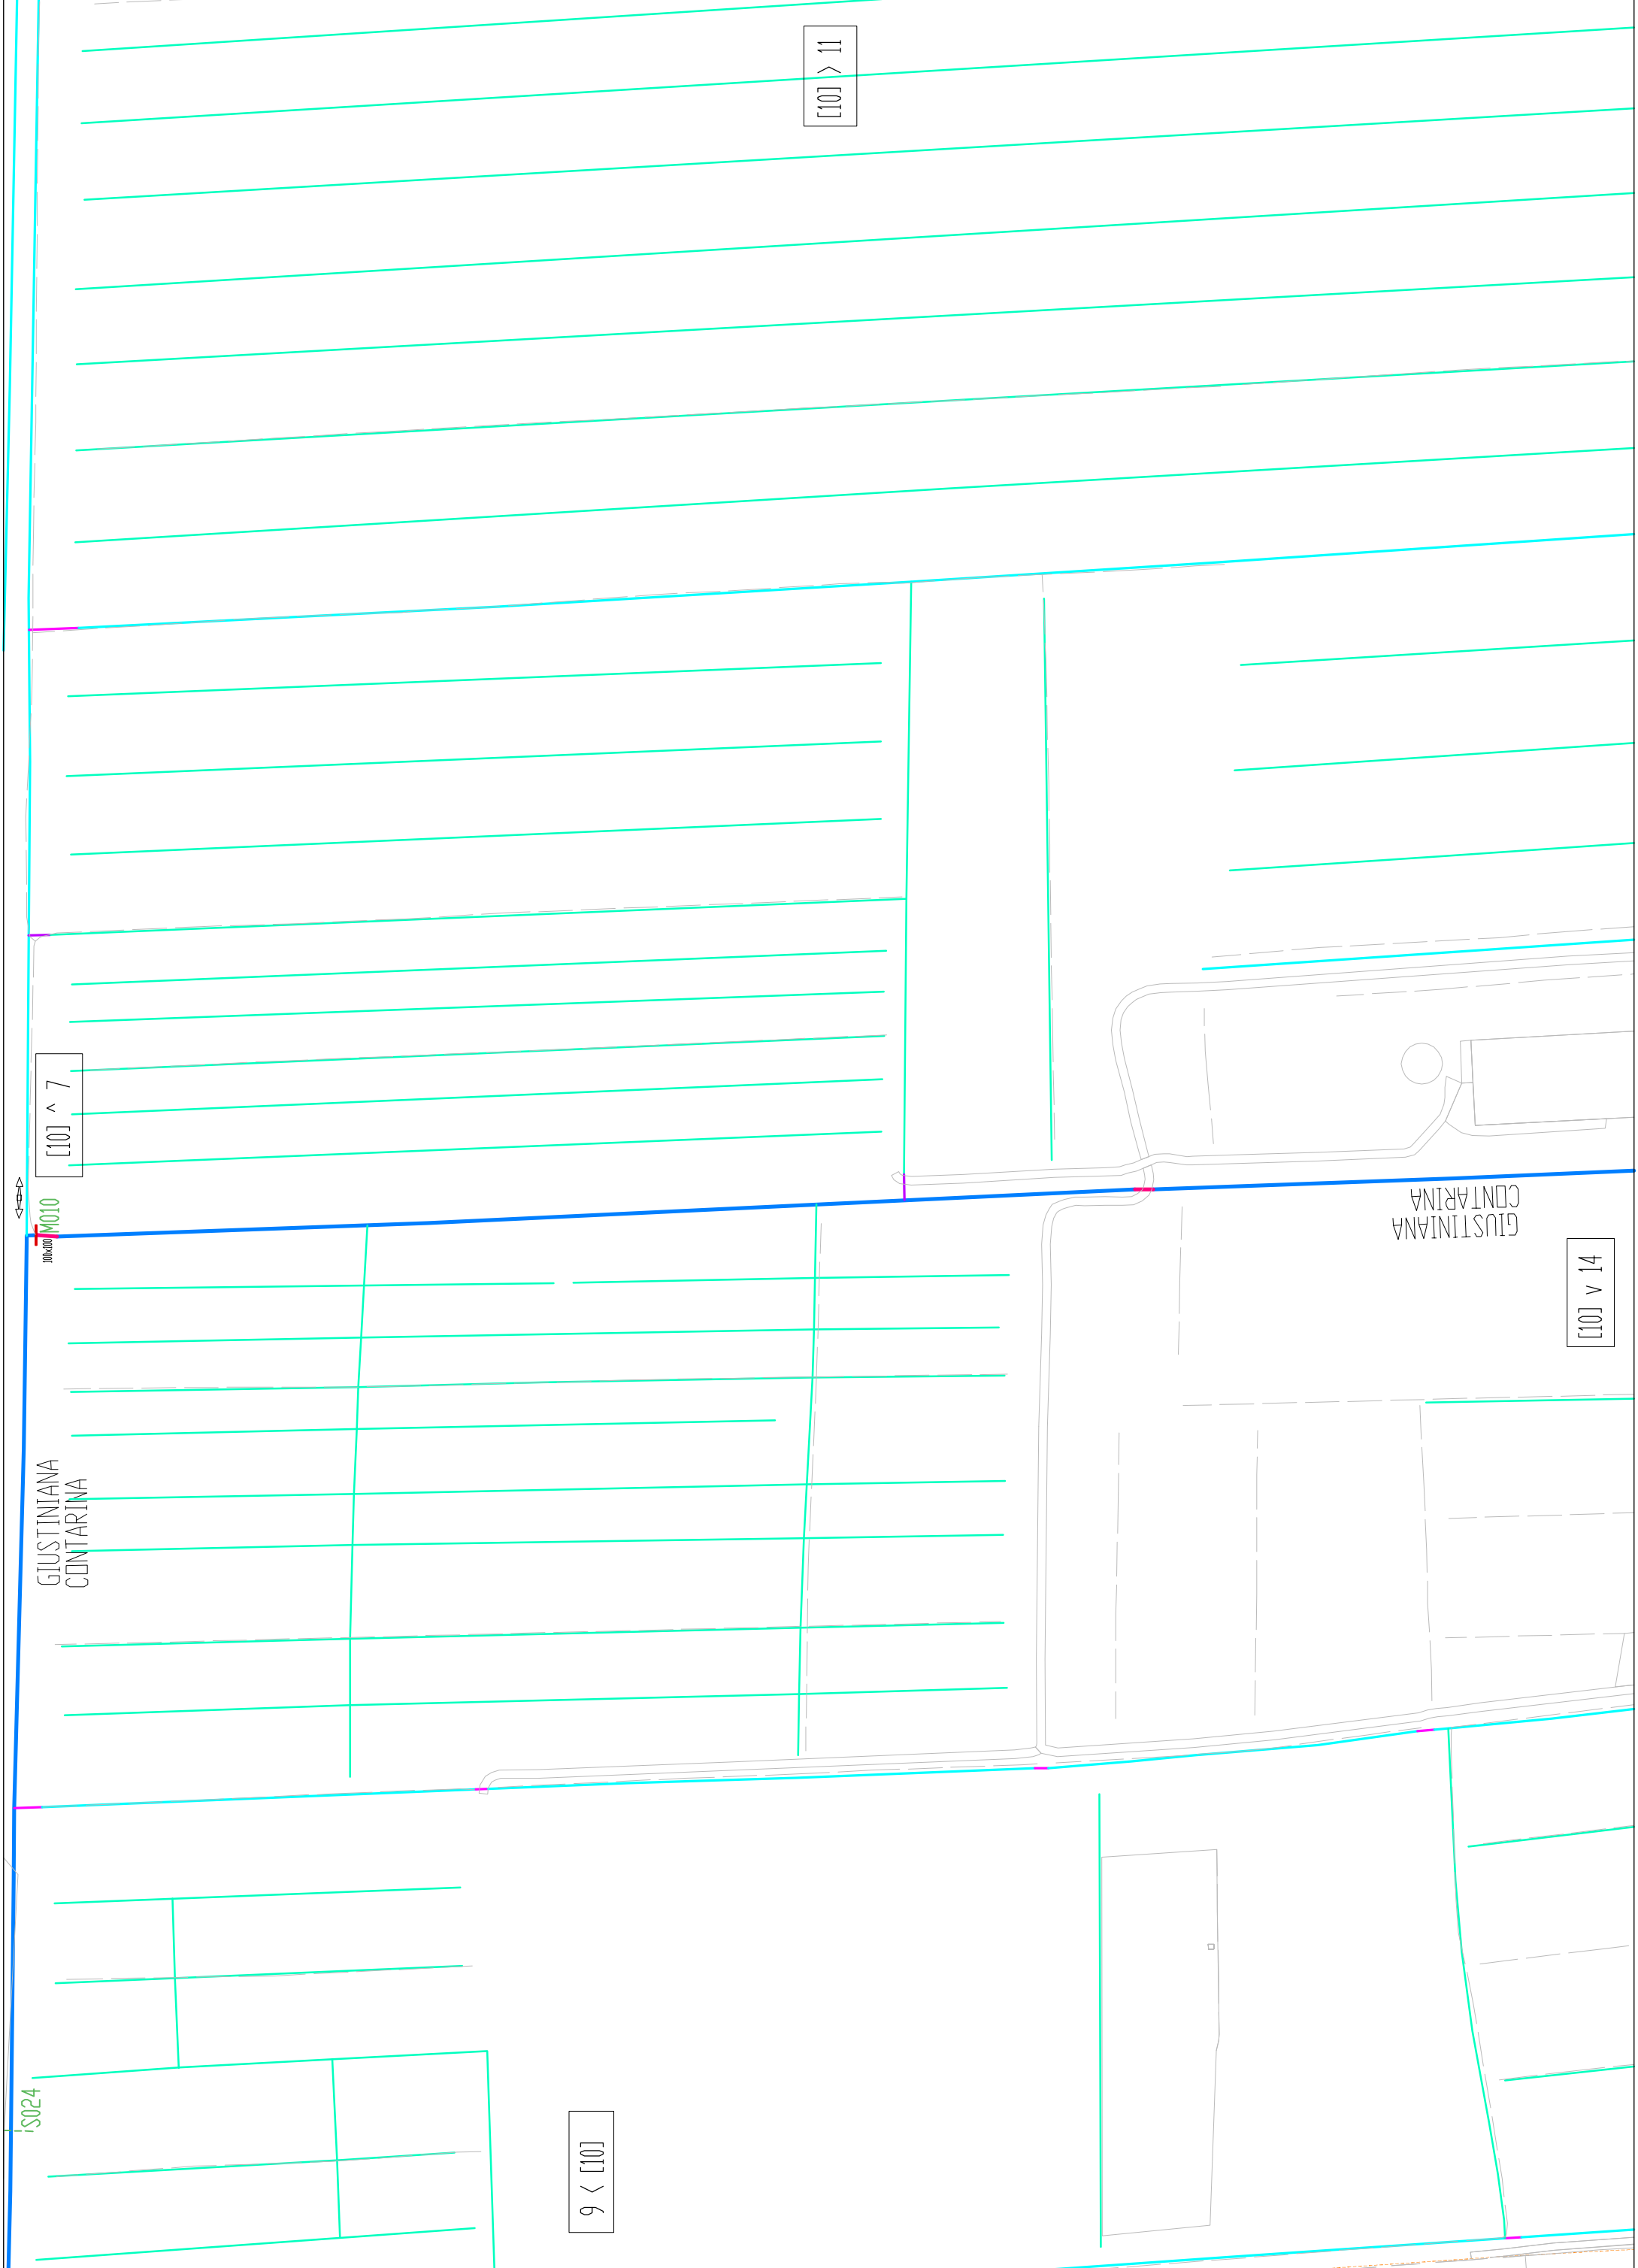 [10] > 11
[10] ^ 7
M010
100x100
GIUSTINIANA
CONTARINA
GIUSTINIANA
CONTARINA
[10] v 14
S024
9 < [10]